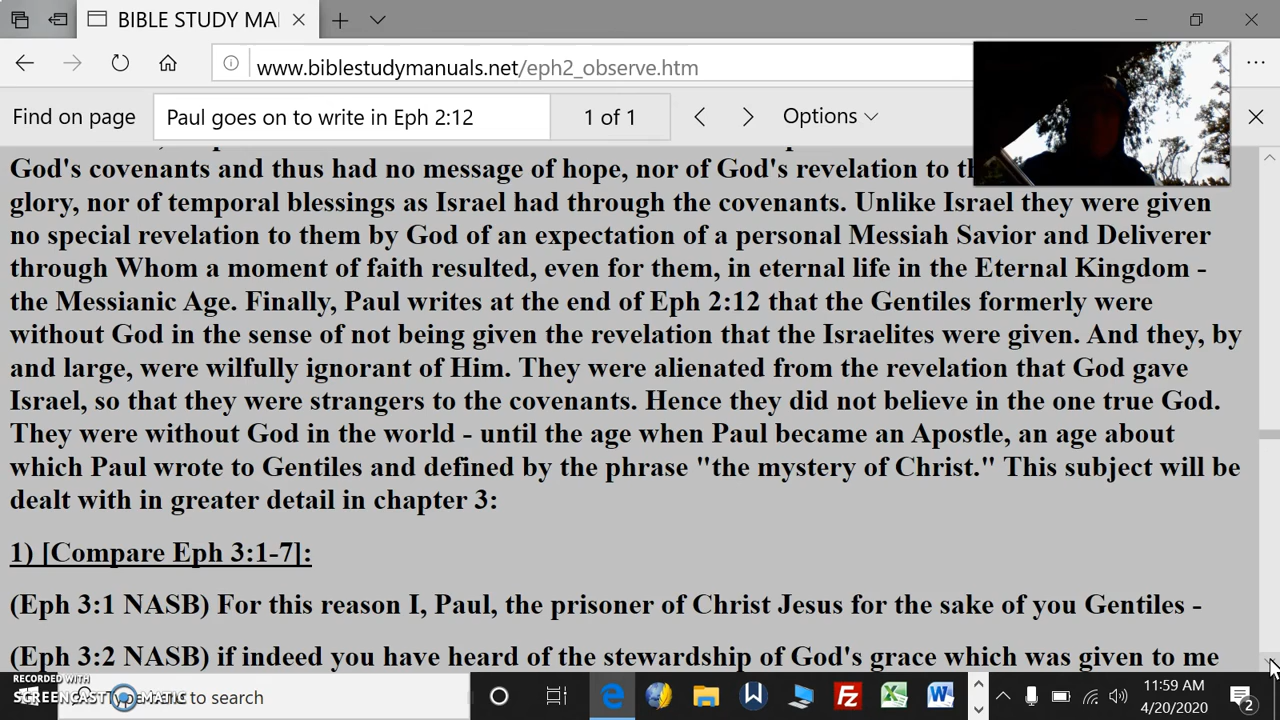 BIBLE STUDY MA
www.biblestudymanuals.net/eph2_observe.htm
Find on page
Paul goes on to write in Eph 2:12
1 of 1
Options
God's covenants and thus had no message of hope, nor of God's revelation to th
glory, nor of temporal blessings as Israel had through the covenants. Unlike Israel they were given
no special revelation to them by God of an expectation of a personal Messiah Savior and Deliverer
through Whom a moment of faith resulted, even for them, in eternal life in the Eternal Kingdom -
the Messianic Age. Finally, Paul writes at the end of Eph 2:12 that the Gentiles formerly were
without God in the sense of not being given the revelation that the Israelites were given. And they, by
and large, were wilfully ignorant of Him. They were alienated from the revelation that God gave
Israel, so that they were strangers to the covenants. Hence they did not believe in the one true God.
They were without God in the world - until the age when Paul became an Apostle, an age about
which Paul wrote to Gentiles and defined by the phrase "the mystery of Christ." This subject will be
dealt with in greater detail in chapter 3:
1) [Compare Eph 3:1-7]:
(Eph 3:1 NASB) For this reason I, Paul, the prisoner of Christ Jesus for the sake of you Gentiles -
(Eph 3:2 NASB) if indeed you have heard of the stewardship of God's grace which was given to me
RECORDED WITH
SCREENCAST-O-MATIC
Type here to search
11:59 AM
4/20/2020
2